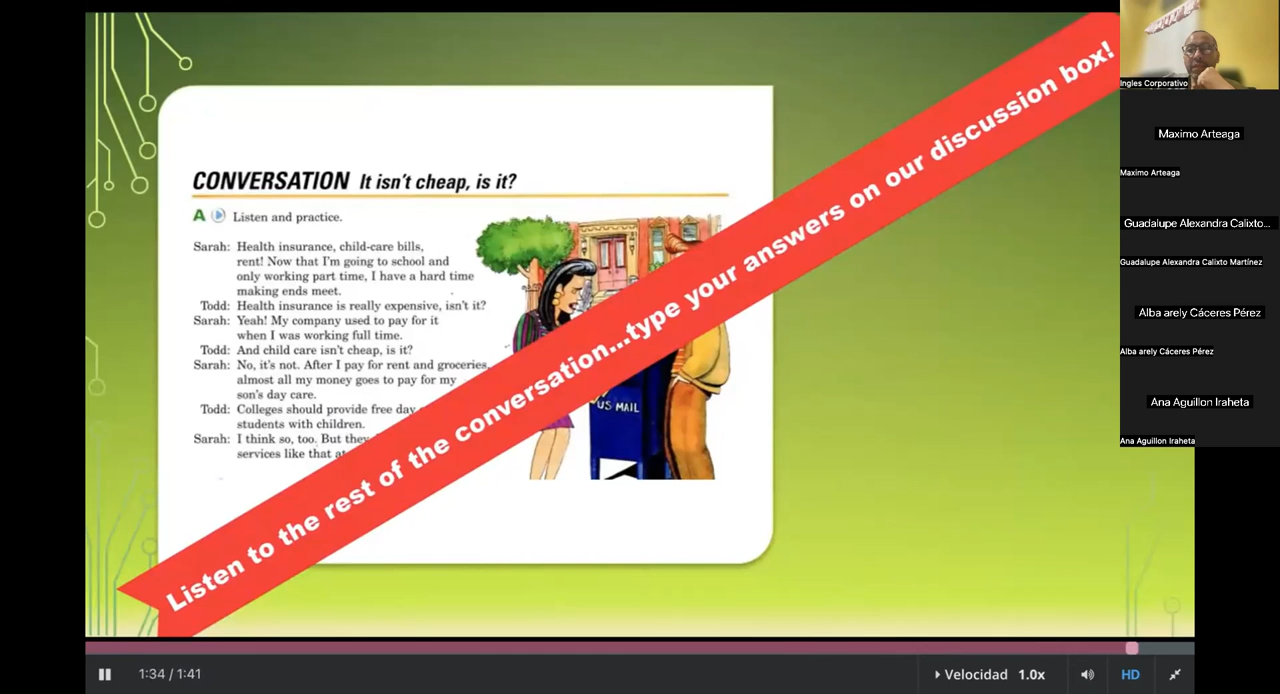 CONVERSATION It isn't cheap, is it?
A Listen and practice.
Sarah: Health insurance, child-care bills,
rent! Now that I'm going to school and
only working part time, I have a hard time
making ends meet.
Todd: Health insurance is really expensive, isn't it?
Sarah: Yeah! My company used to pay for it
when I was working full time.
Todd: And child care isn't cheap, is it?
Sarah: No, it's not. After I pay for rent and groceries,
almost all my money goes to pay for my
son's day care.
Todd: Colleges should provide free day
students with children.
Sarah: I think so, too. But they
services like that
US MAIL
Listen to the rest of the conversation...type your answers on our discussion box!
1:34 / 1:41
Velocidad 1.0x
HD
Ingles Corporativo
Maximo Arteaga
Maximo Arteaga
Guadalupe Alexandra Calixto...
Guadalupe Alexandra Calixto Martínez
Alba arely Cáceres Pérez
Alba arely Cáceres Pérez
Ana Aguillon Iraheta
Ana Aguillon Iraheta